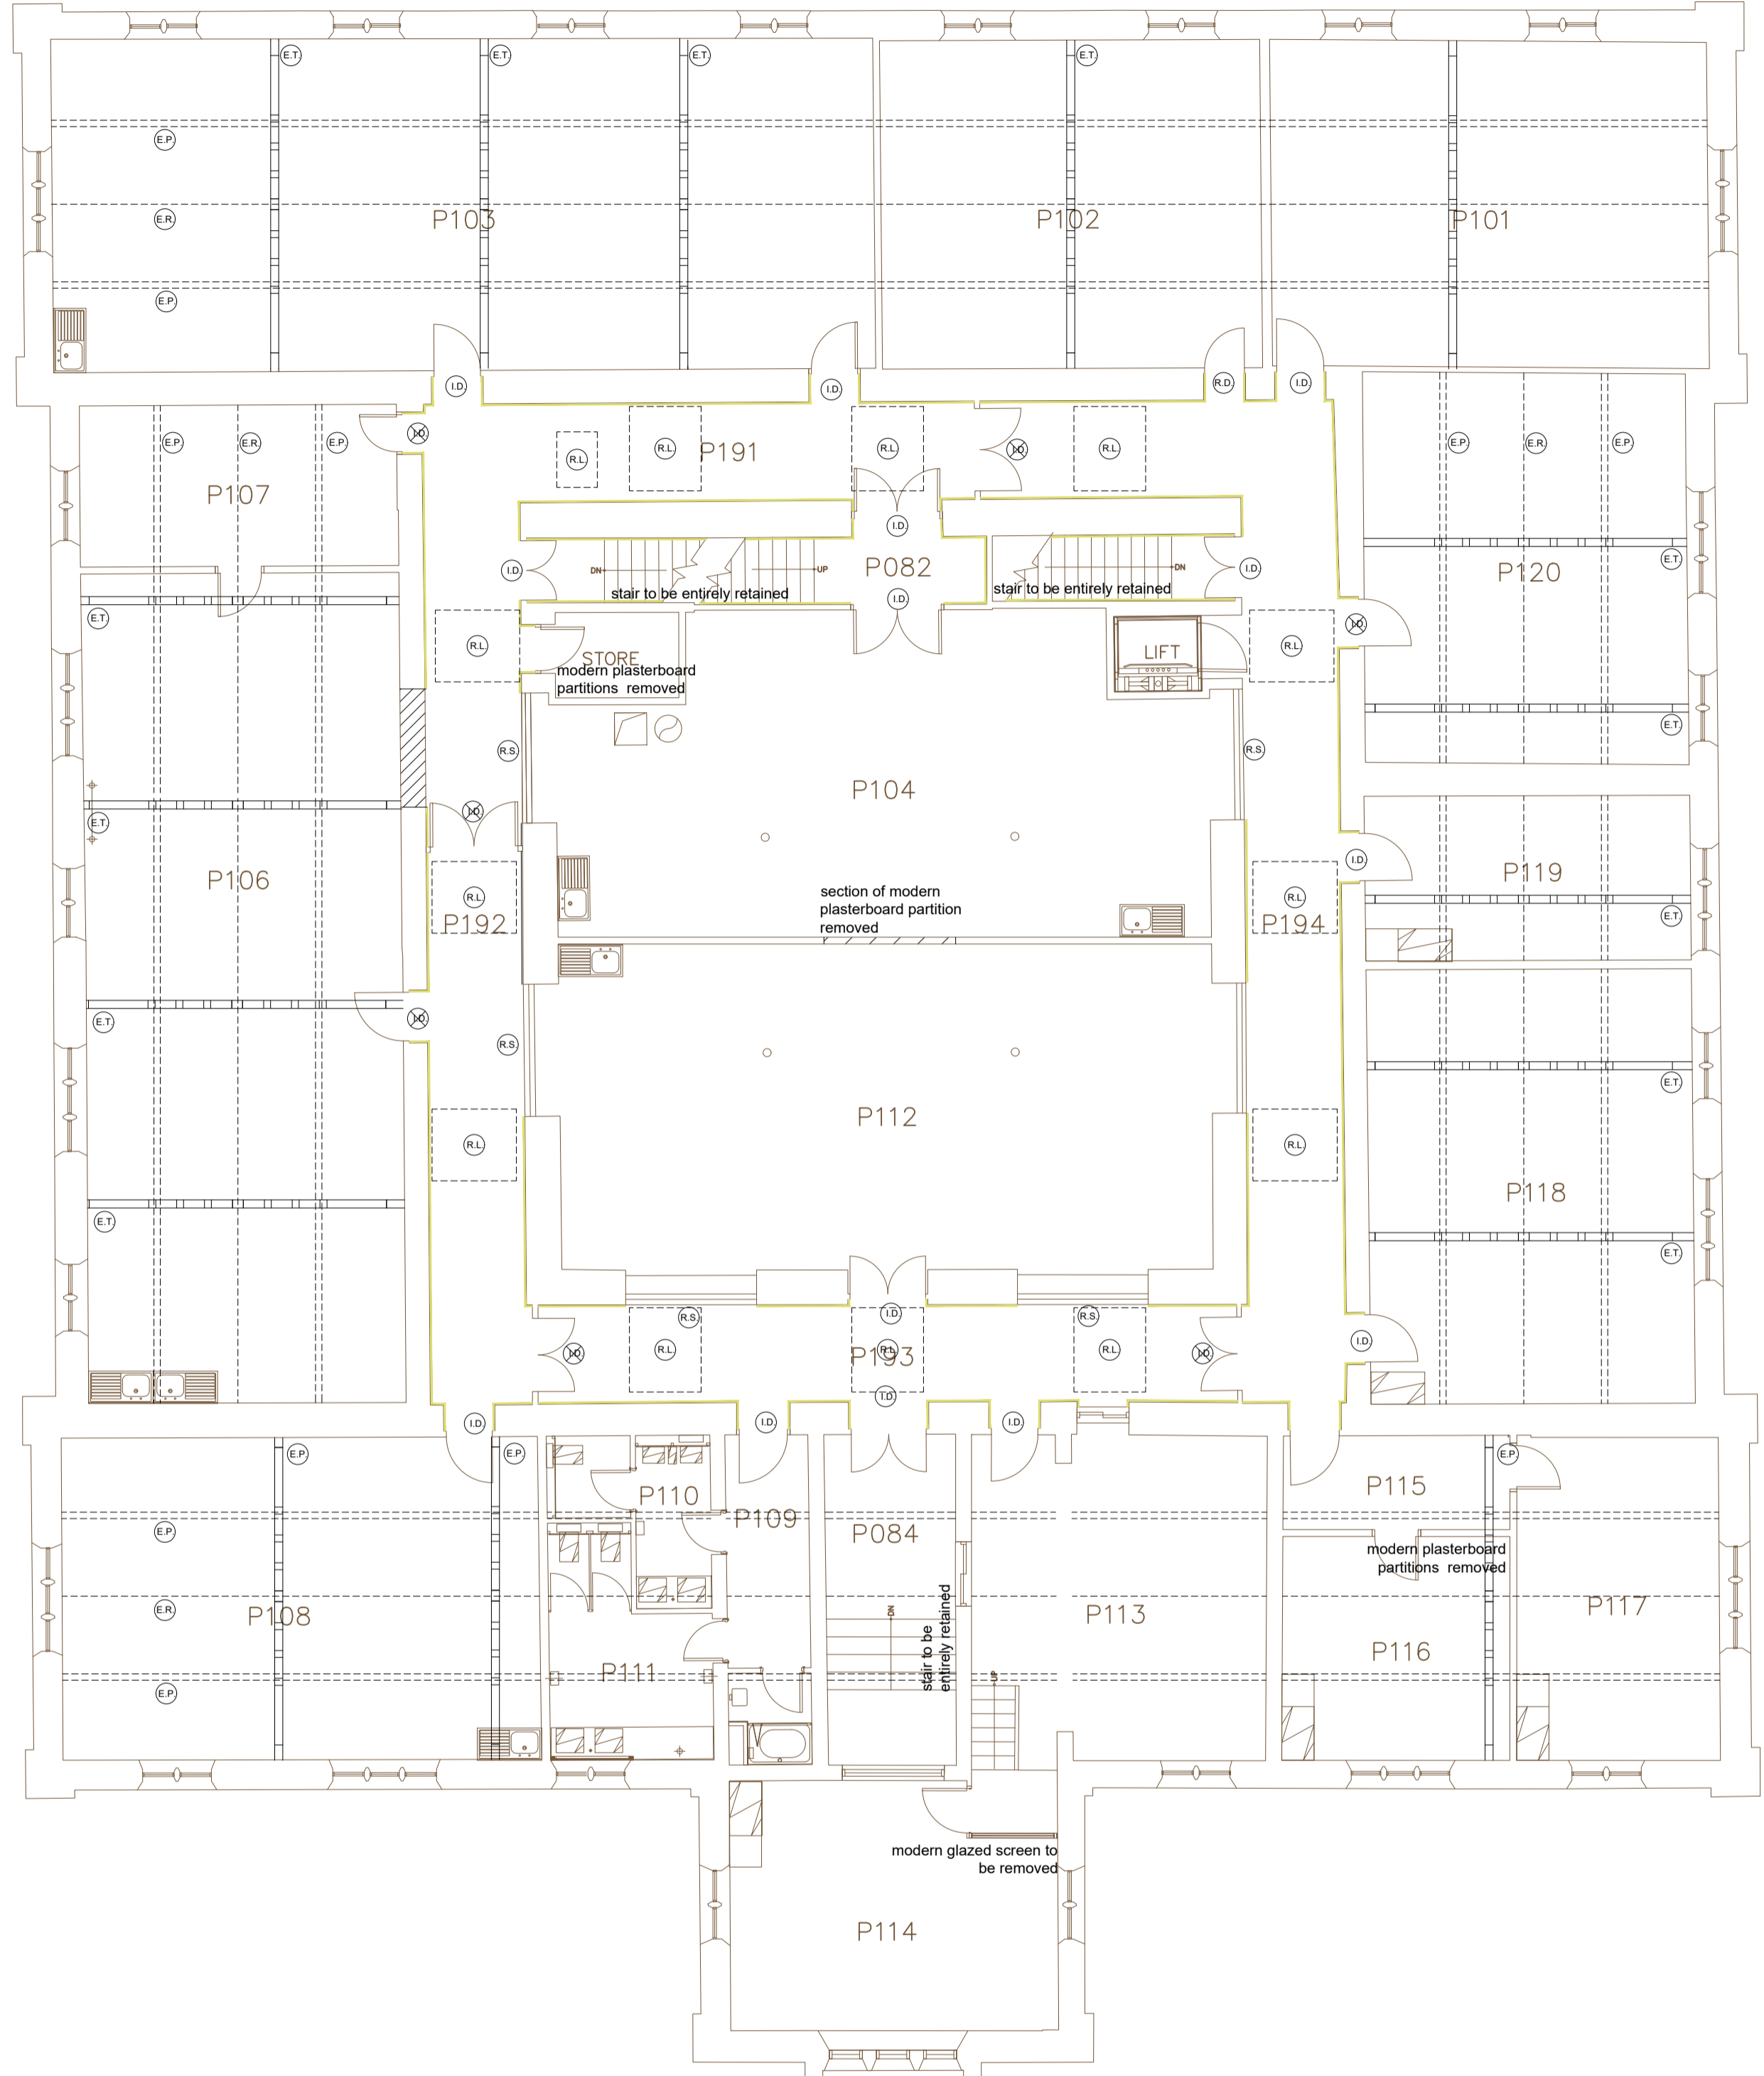 E.T. E.T. E.T. E.T.
E.P.
E.R. P103 P102 P101
E.P.
I.D. I.D. R.D. I.D.
E.P. E.R. E.P. I.D. R.L. R.L. P191 R.L. I.D. R.L. E.P. E.R. E.P.
P107
I.D.
I.D. DN UP P082 DN I.D. P120 E.T.
stair to be entirely retained
stair to be entirely retained
I.D.
E.T. I.D.
R.L. STORE LIFT R.L.
modern plasterboard
partitions removed
E.T.
R.S. R.S.
P104
I.D.
E.T.
I.D.
P106 P119
section of modern
plasterboard partition
removed
R.L. R.L.
P192 P194
E.T.
E.T. I.D.
R.S.
E.T.
P112
R.L. R.L.
P118
E.T.
E.T.
I.D.
R.S. R.S.
I.D. R.L. R.L. R.L. I.D. I.D.
P193
I.D.
I.D. I.D. I.D.
E.P. E.P. E.P.
P110 P115
P109
E.P. P084
modern plasterboard
partitions removed
E.R. P108 DN P113 P117
stair to be
entirely retained
P116
P111 UP
E.P.
modern glazed screen to
be removed
P114